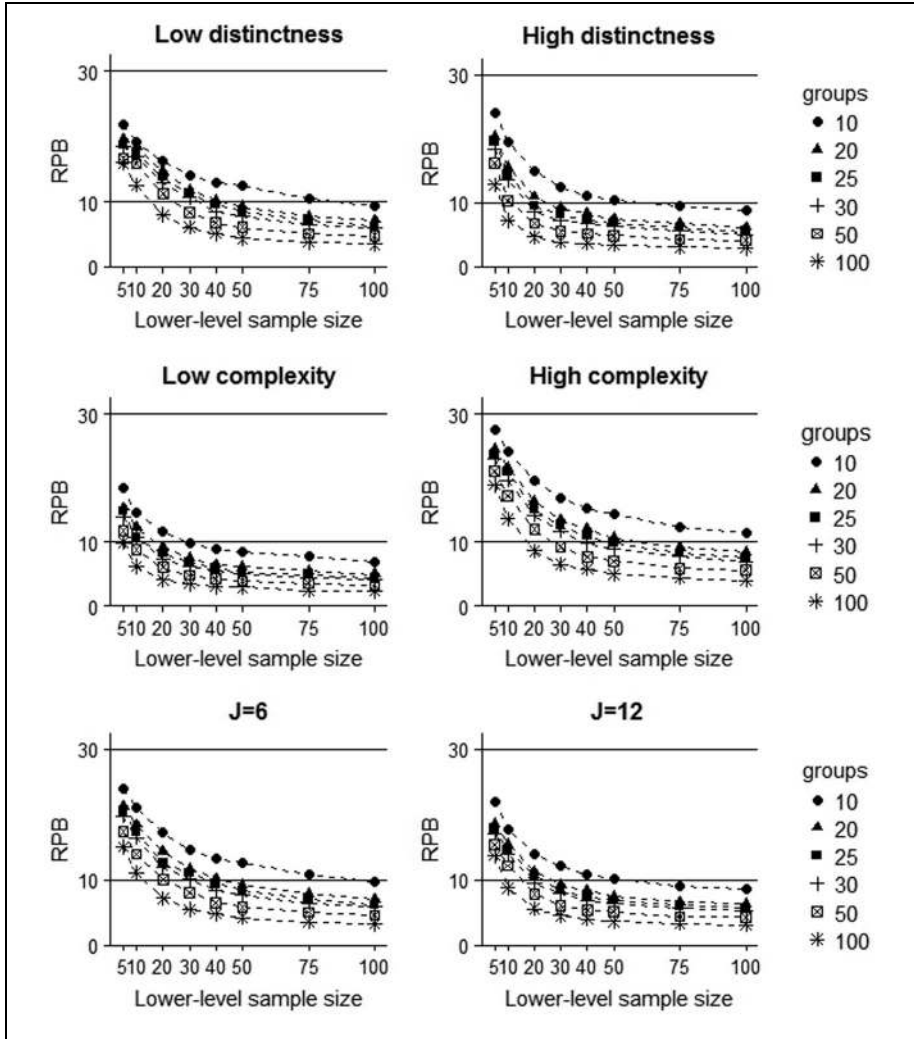 Low distinctness
High distinctness
RPB
30
10
0
5 10 20 30 40 50 75 100
Lower-level sample size
RPB
30
10
0
5 10 20 30 40 50 75 100
Lower-level sample size
groups
10
20
25
30
50
100
Low complexity
High complexity
RPB
30
10
0
5 10 20 30 40 50 75 100
Lower-level sample size
RPB
30
10
0
5 10 20 30 40 50 75 100
Lower-level sample size
groups
10
20
25
30
50
100
J=6
J=12
RPB
30
10
0
5 10 20 30 40 50 75 100
Lower-level sample size
RPB
30
10
0
5 10 20 30 40 50 75 100
Lower-level sample size
groups
10
20
25
30
50
100